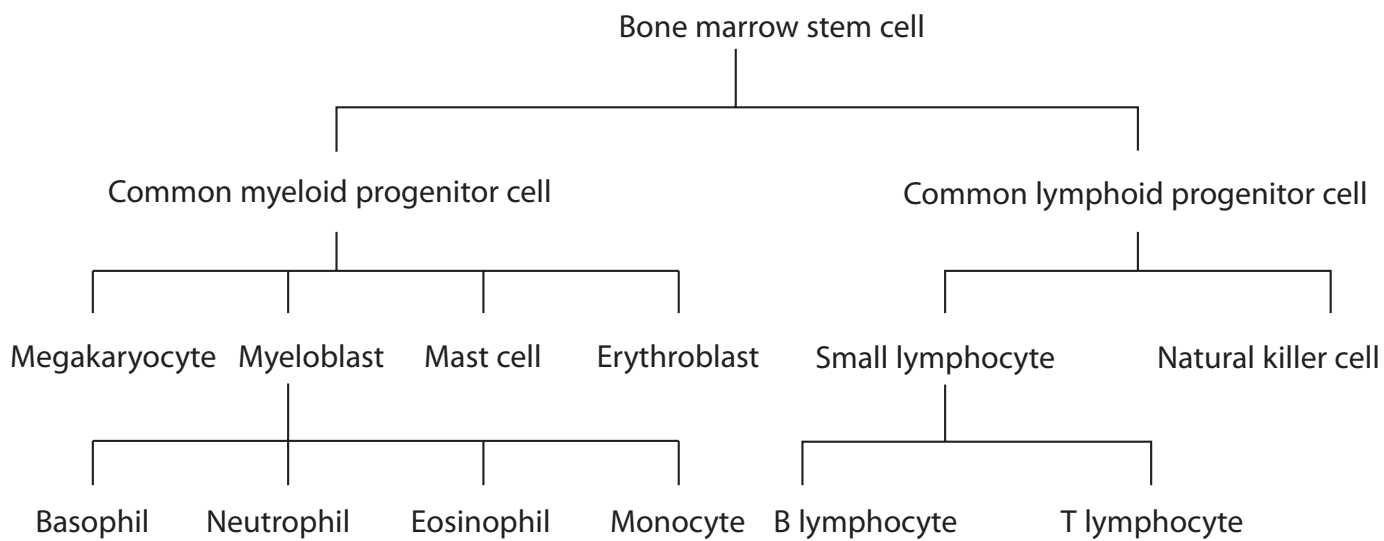 Bone marrow stem cell
Common myeloid progenitor cell
Common lymphoid progenitor cell
Megakaryocyte
Myeloblast
Mast cell
Erythroblast
Small lymphocyte
Natural killer cell
Basophil
Neutrophil
Eosinophil
Monocyte
B lymphocyte
T lymphocyte